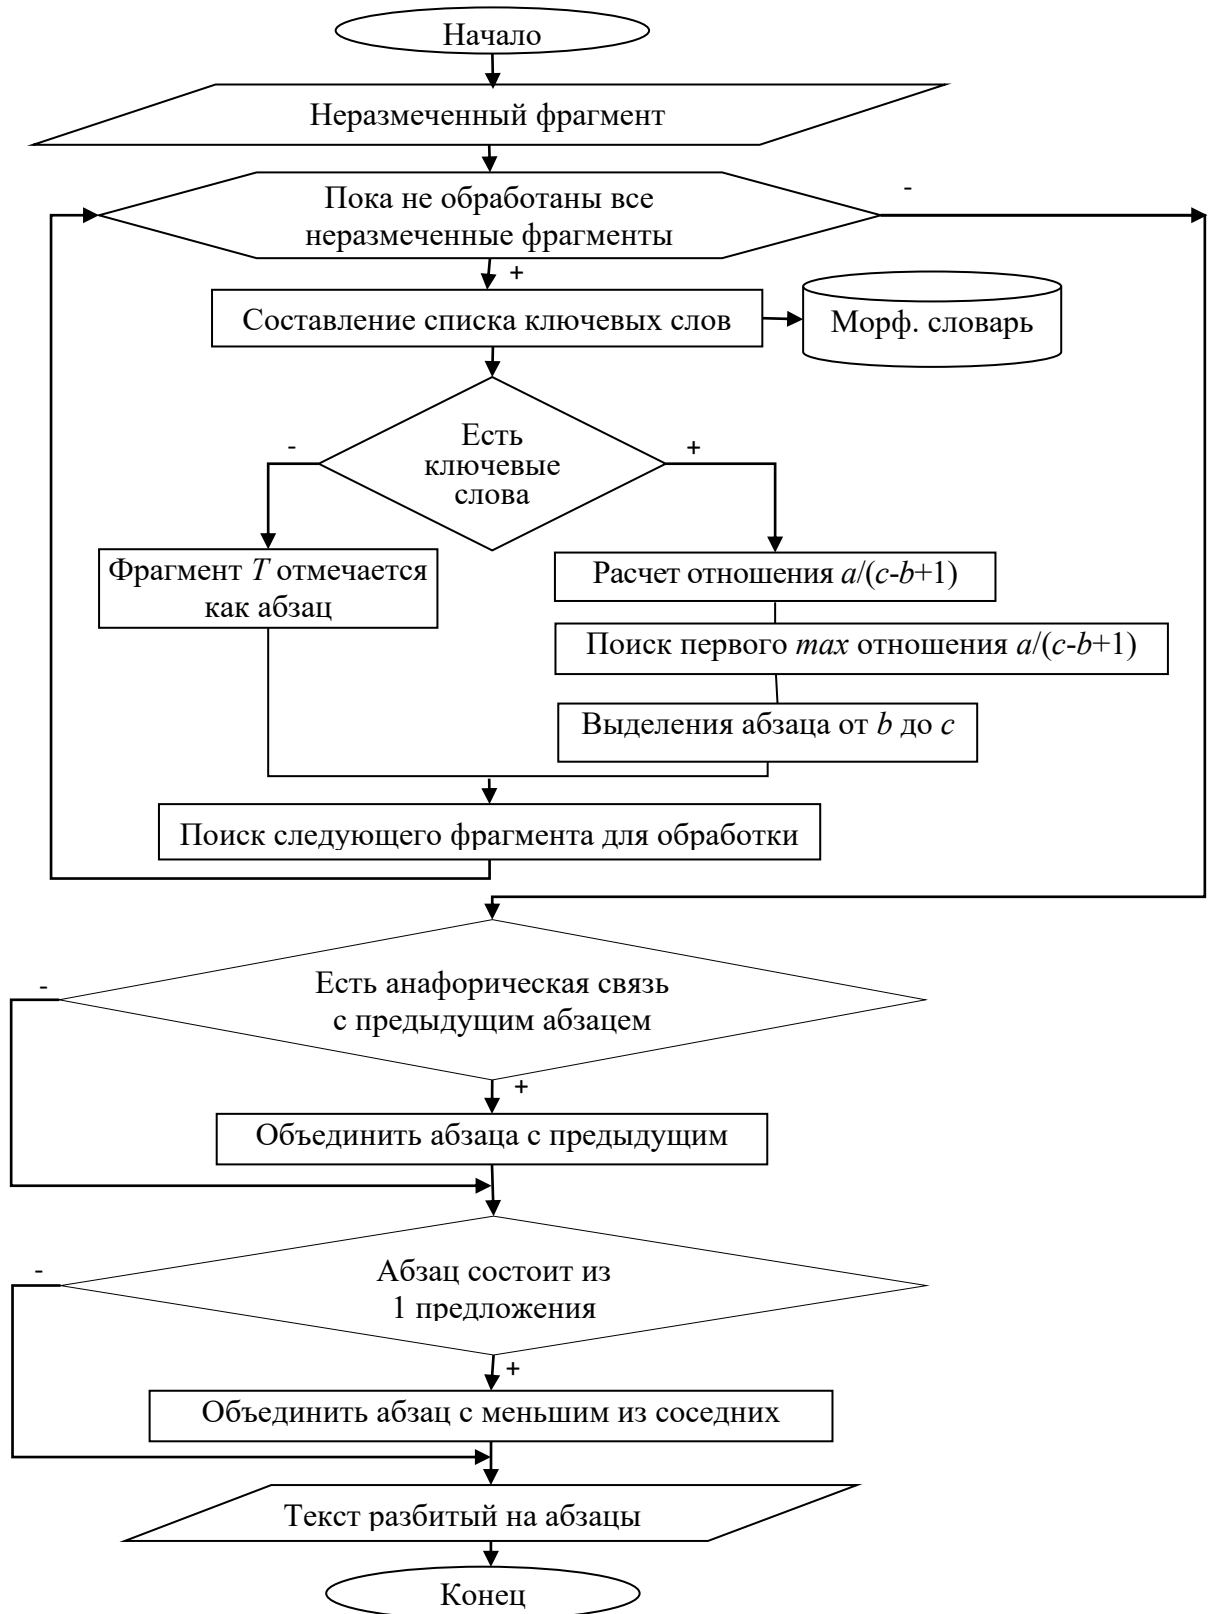 Начало
Неразмеченный фрагмент
Пока не обработаны все
неразмеченные фрагменты
-
+
Составление списка ключевых слов
Морф. словарь
Есть
ключевые
слова
-
+
Фрагмент T отмечается
как абзац
Расчет отношения a/(c-b+1)
Поиск первого max отношения a/(c-b+1)
Выделения абзаца от b до c
Поиск следующего фрагмента для обработки
Есть анафорическая связь
с предыдущим абзацем
-
+
Объединить абзаца с предыдущим
Абзац состоит из
1 предложения
-
+
Объединить абзац с меньшим из соседних
Текст разбитый на абзацы
Конец